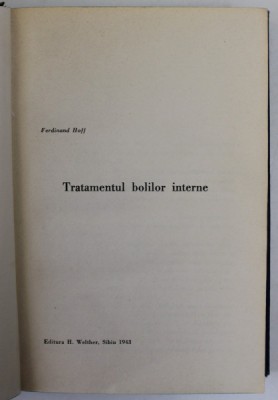 Ferdinand Hoff
Tratamentul bolilor interne
Editura H. Welther, Sibiu 1943